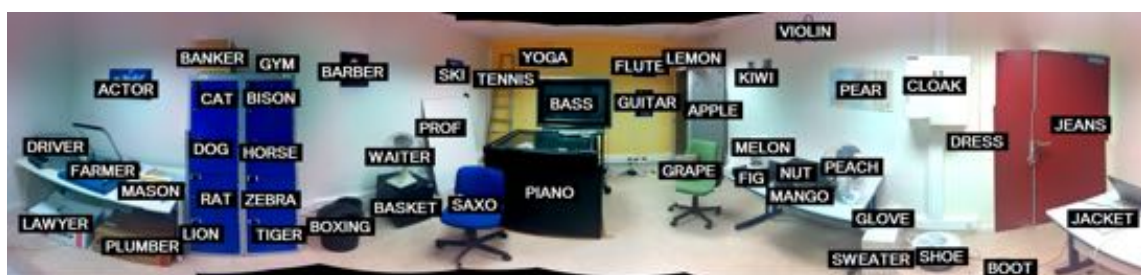 VIOLIN
BANKER
GYM
YOGA
FLUTE
LEMON
ACTOR
BARBER
SKI
TENNIS
KIWI
CAT
BISON
BASS
GUITAR
APPLE
PEAR
CLOAK
PROF
JEANS
DRIVER
DOG
HORSE
WAITER
MELON
DRESS
FARMER
GRAPE
FIG
NUT
PEACH
MASON
RAT
ZEBRA
BASKET
SAXO
PIANO
MANGO
LAWYER
PLUMBER
LION
TIGER
BOXING
GLOVE
JACKET
SWEATER
SHOE
BOOT